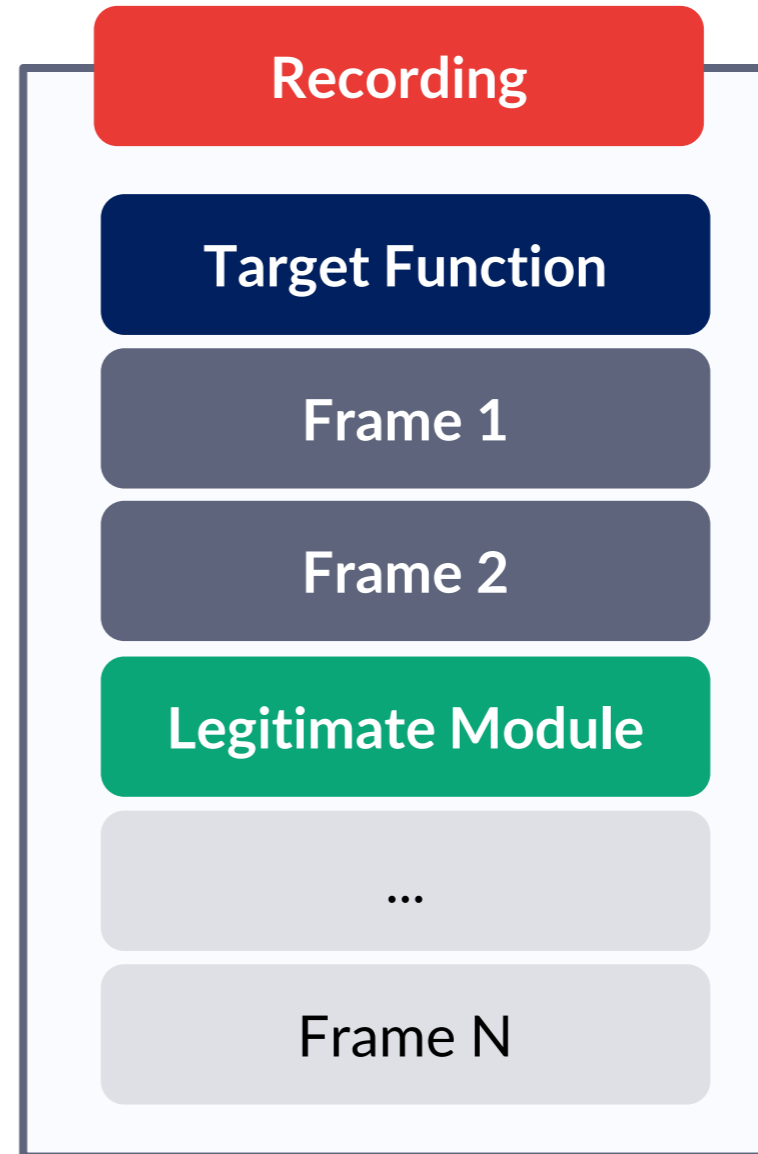 Recording
Target Function
Frame 1
Frame 2
Legitimate Module
...
Frame N